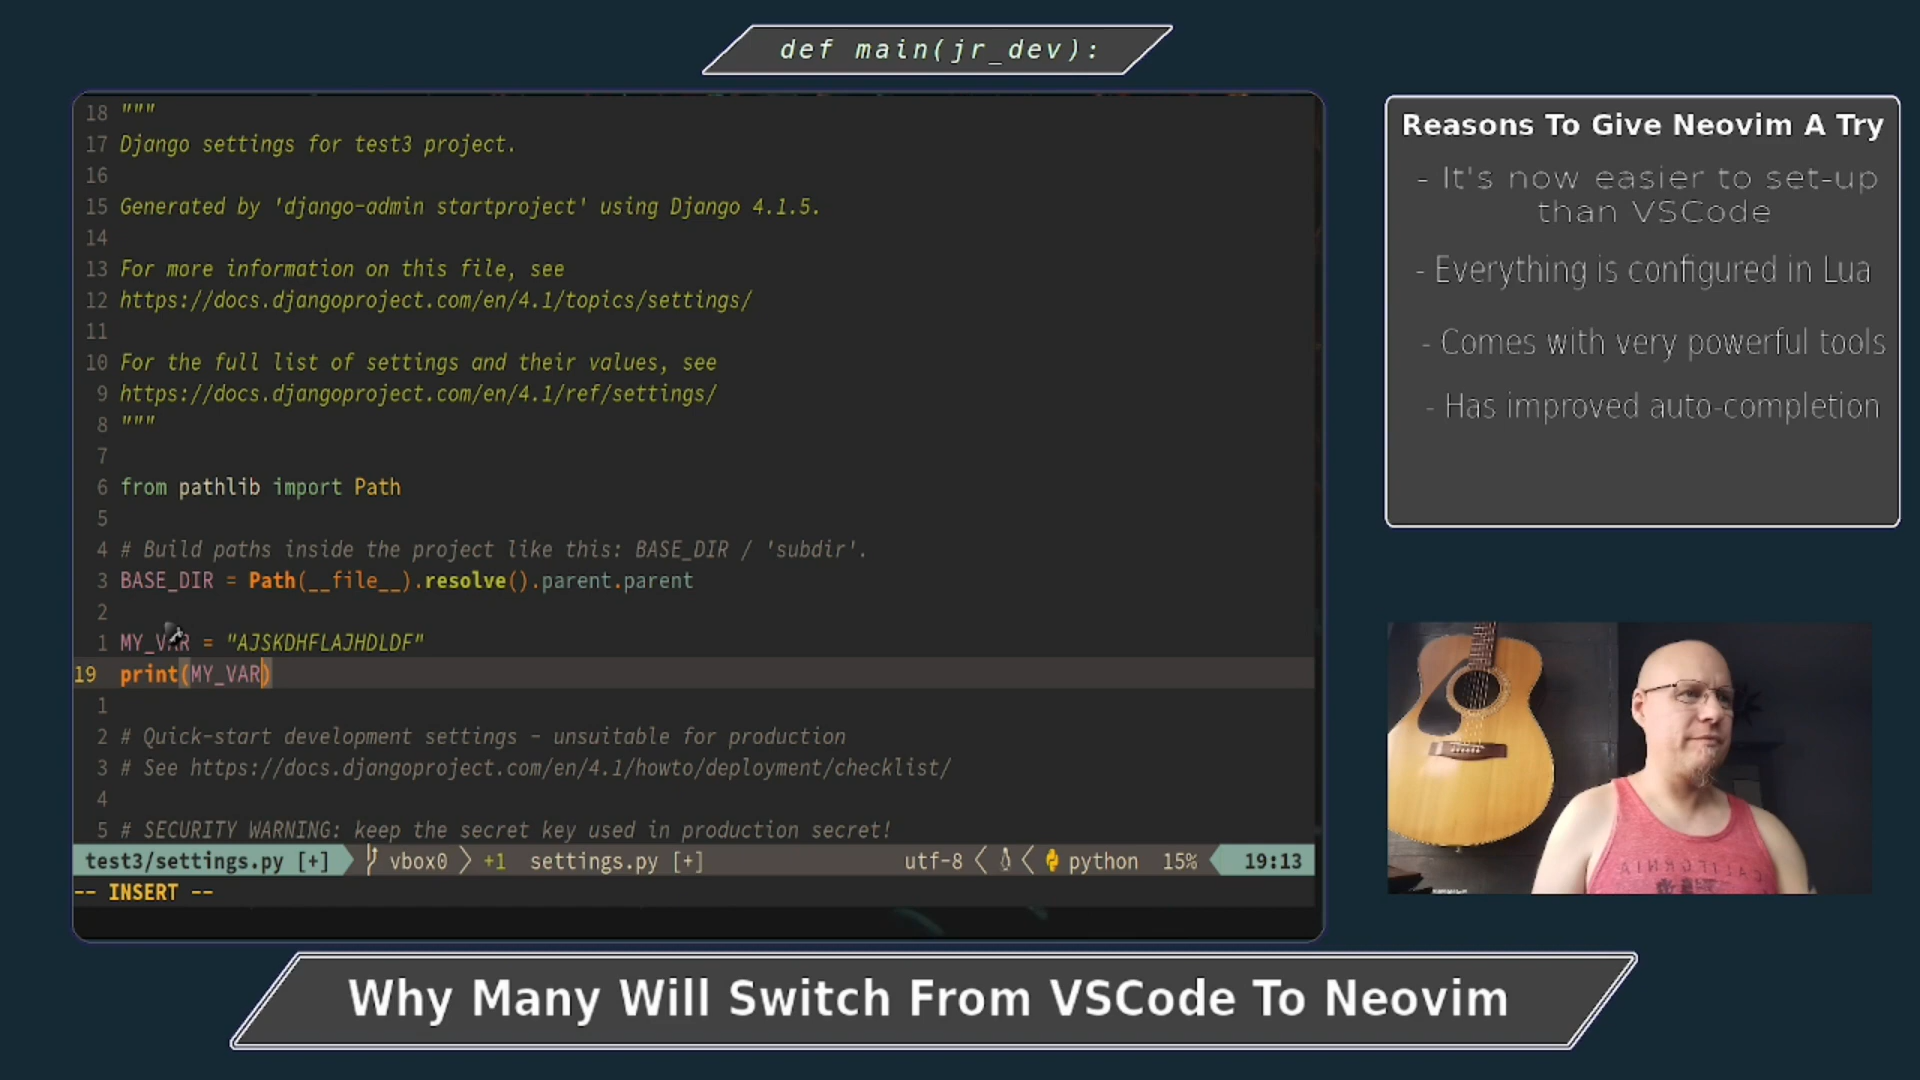 def main(jr_dev):
18 """
17 Django settings for test3 project.
16
15 Generated by 'django-admin startproject' using Django 4.1.5.
14
13 For more information on this file, see
12 https://docs.djangoproject.com/en/4.1/topics/settings/
11
10 For the full list of settings and their values, see
9 https://docs.djangoproject.com/en/4.1/ref/settings/
8 """
7
6 from pathlib import Path
5
4 # Build paths inside the project like this: BASE_DIR / 'subdir'.
3 BASE_DIR = Path(__file__).resolve().parent.parent
2
1 MY_VAR = "AJSKDHFLAJHDLDF"
19 print(MY_VAR)
1
2 # Quick-start development settings - unsuitable for production
3 # See https://docs.djangoproject.com/en/4.1/howto/deployment/checklist/
4
5 # SECURITY WARNING: keep the secret key used in production secret!
test3/settings.py [+] vbox0 +1 settings.py [+] utf-8 python 15% 19:13
-- INSERT --
Reasons To Give Neovim A Try
- It's now easier to set-up
than VSCode
- Everything is configured in Lua
- Comes with very powerful tools
- Has improved auto-completion
CALIFORNIA
Why Many Will Switch From VSCode To Neovim